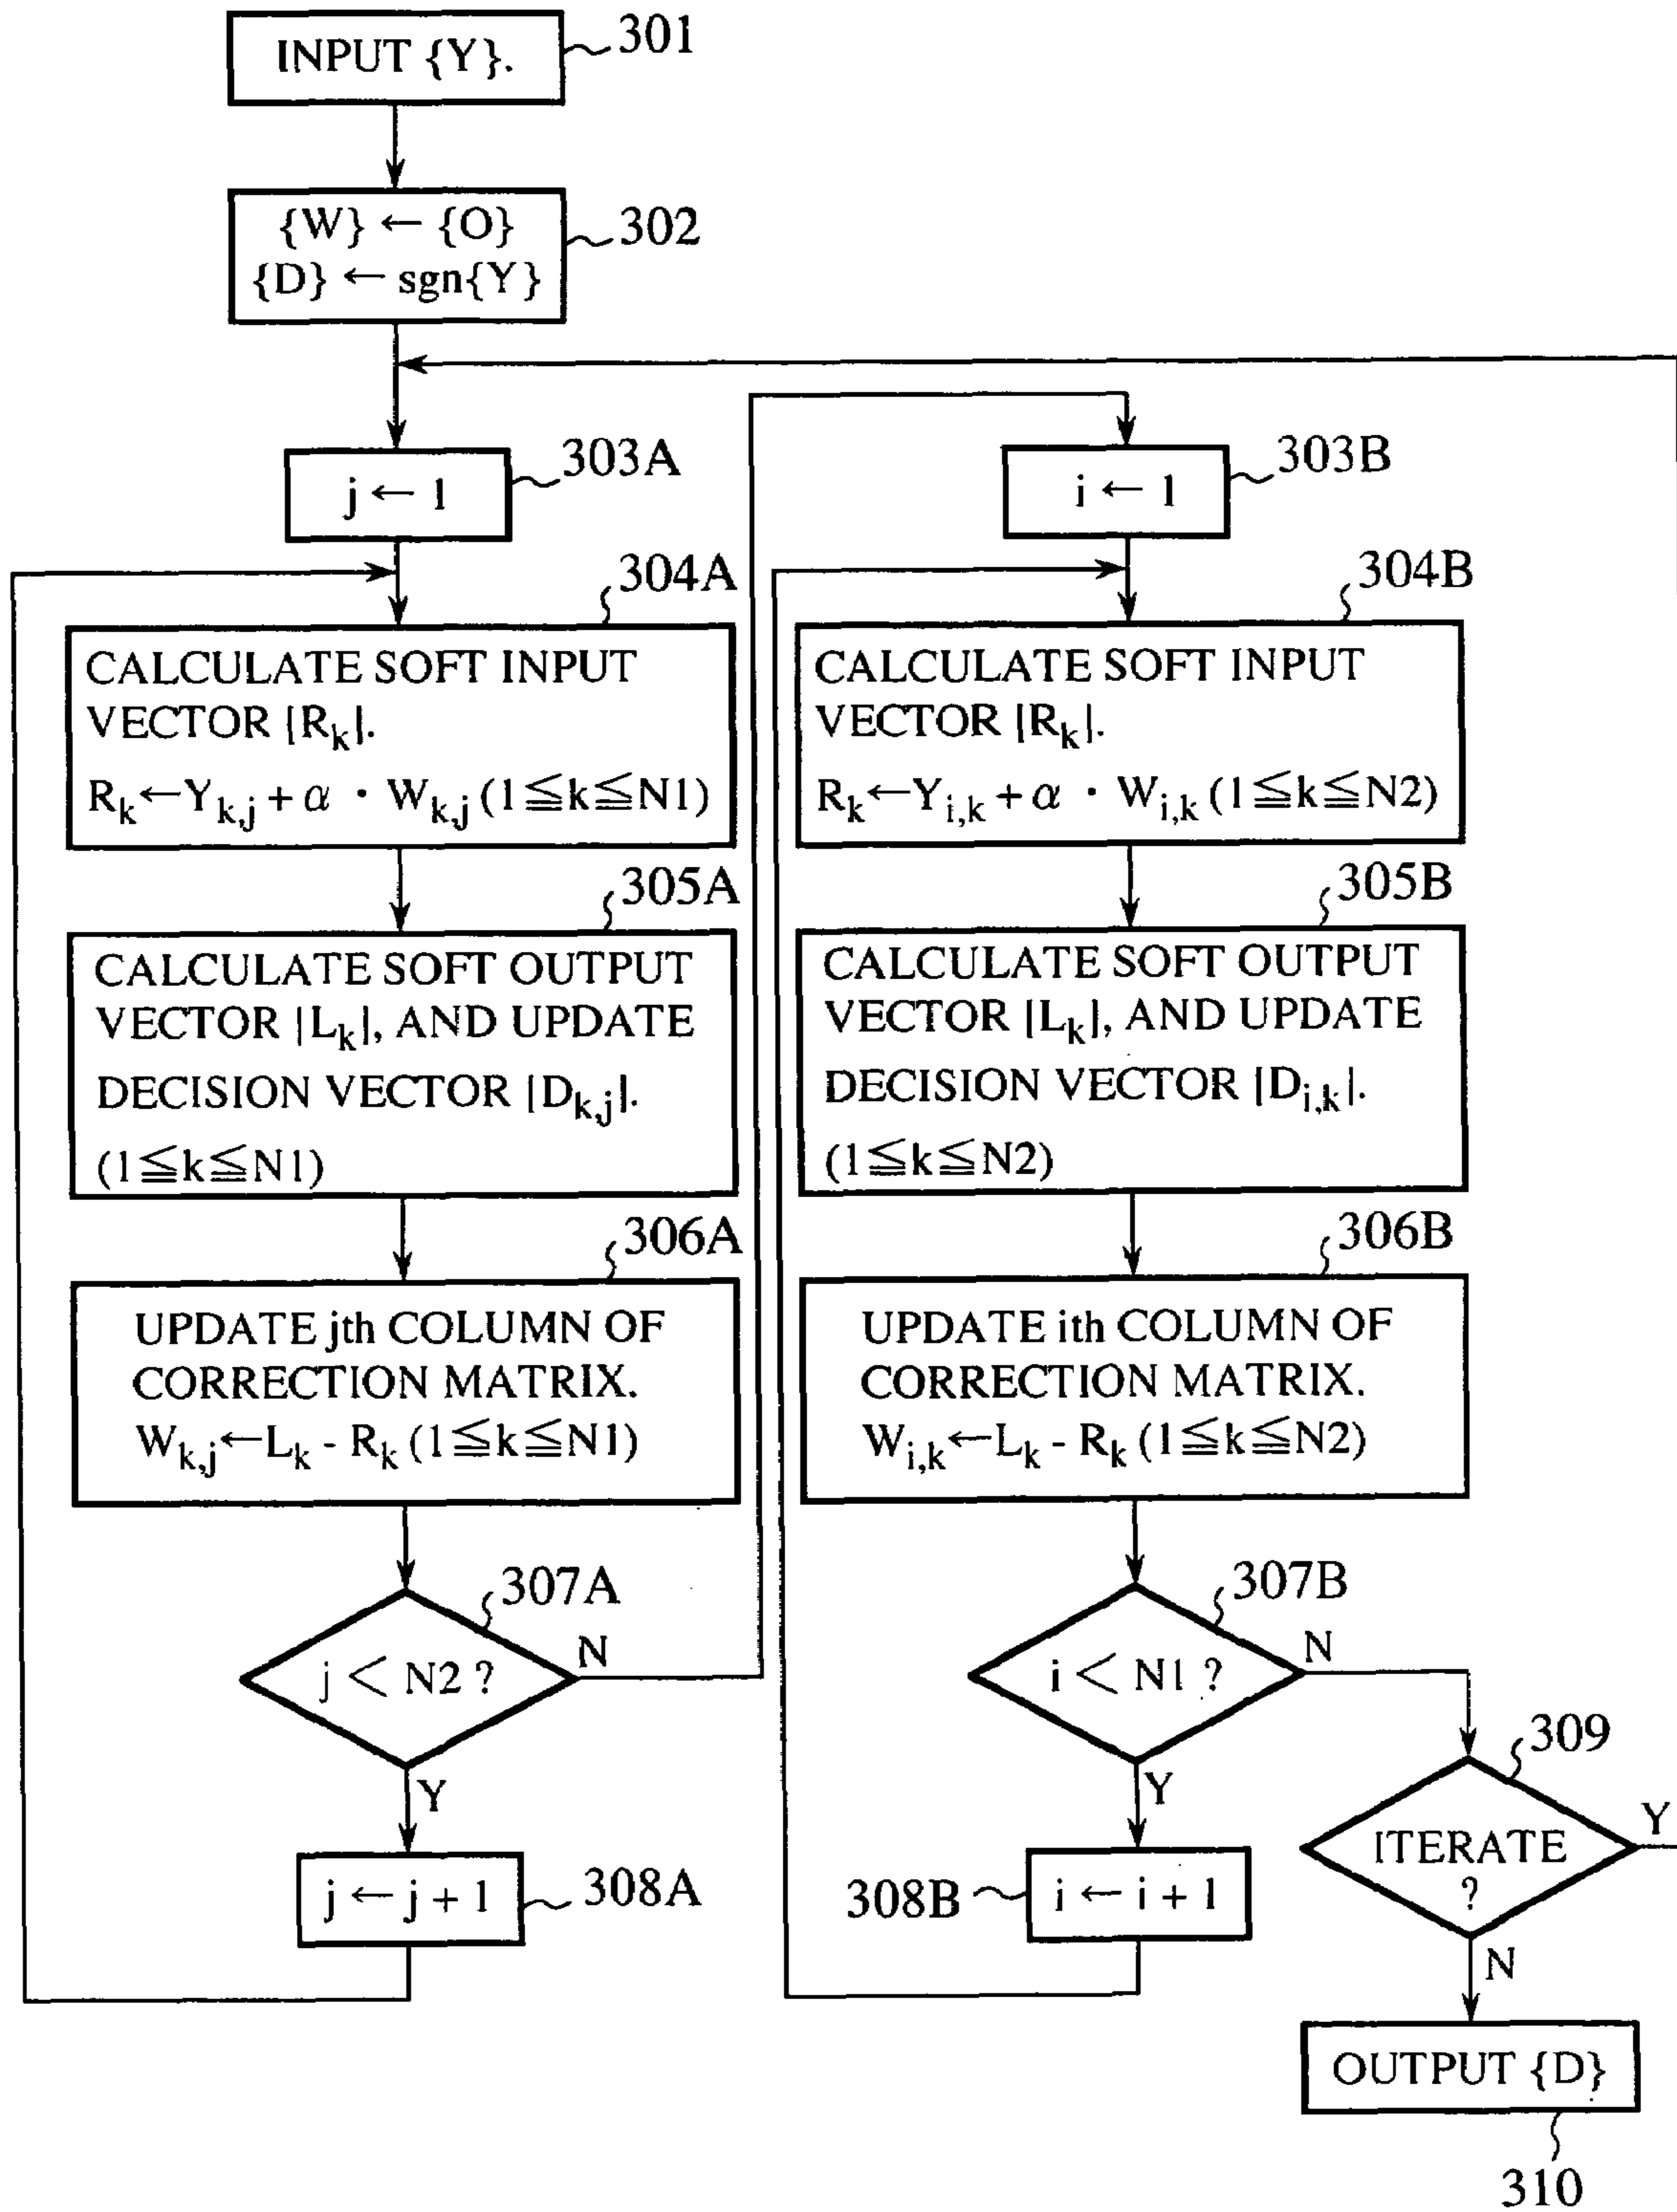 INPUT {Y}.
301
{W} ← {O}
{D} ← sgn{Y}
302
j ← 1
303A
CALCULATE SOFT INPUT
VECTOR |Rk|.
Rk←Yk,j + α · Wk,j (1≦k≦N1)
304A
CALCULATE SOFT OUTPUT
VECTOR |Lk|, AND UPDATE
DECISION VECTOR |Dk,j|.
(1≦k≦N1)
305A
UPDATE jth COLUMN OF
CORRECTION MATRIX.
Wk,j←Lk - Rk (1≦k≦N1)
306A
j < N2 ?
307A
N
Y
j ← j + 1
308A
i ← 1
303B
CALCULATE SOFT INPUT
VECTOR |Rk|.
Rk←Yi,k + α · Wi,k (1≦k≦N2)
304B
CALCULATE SOFT OUTPUT
VECTOR |Lk|, AND UPDATE
DECISION VECTOR |Di,k|.
(1≦k≦N2)
305B
UPDATE ith COLUMN OF
CORRECTION MATRIX.
Wi,k←Lk - Rk (1≦k≦N2)
306B
i < N1 ?
307B
N
Y
i ← i + 1
308B
ITERATE
?
309
Y
N
OUTPUT {D}
310